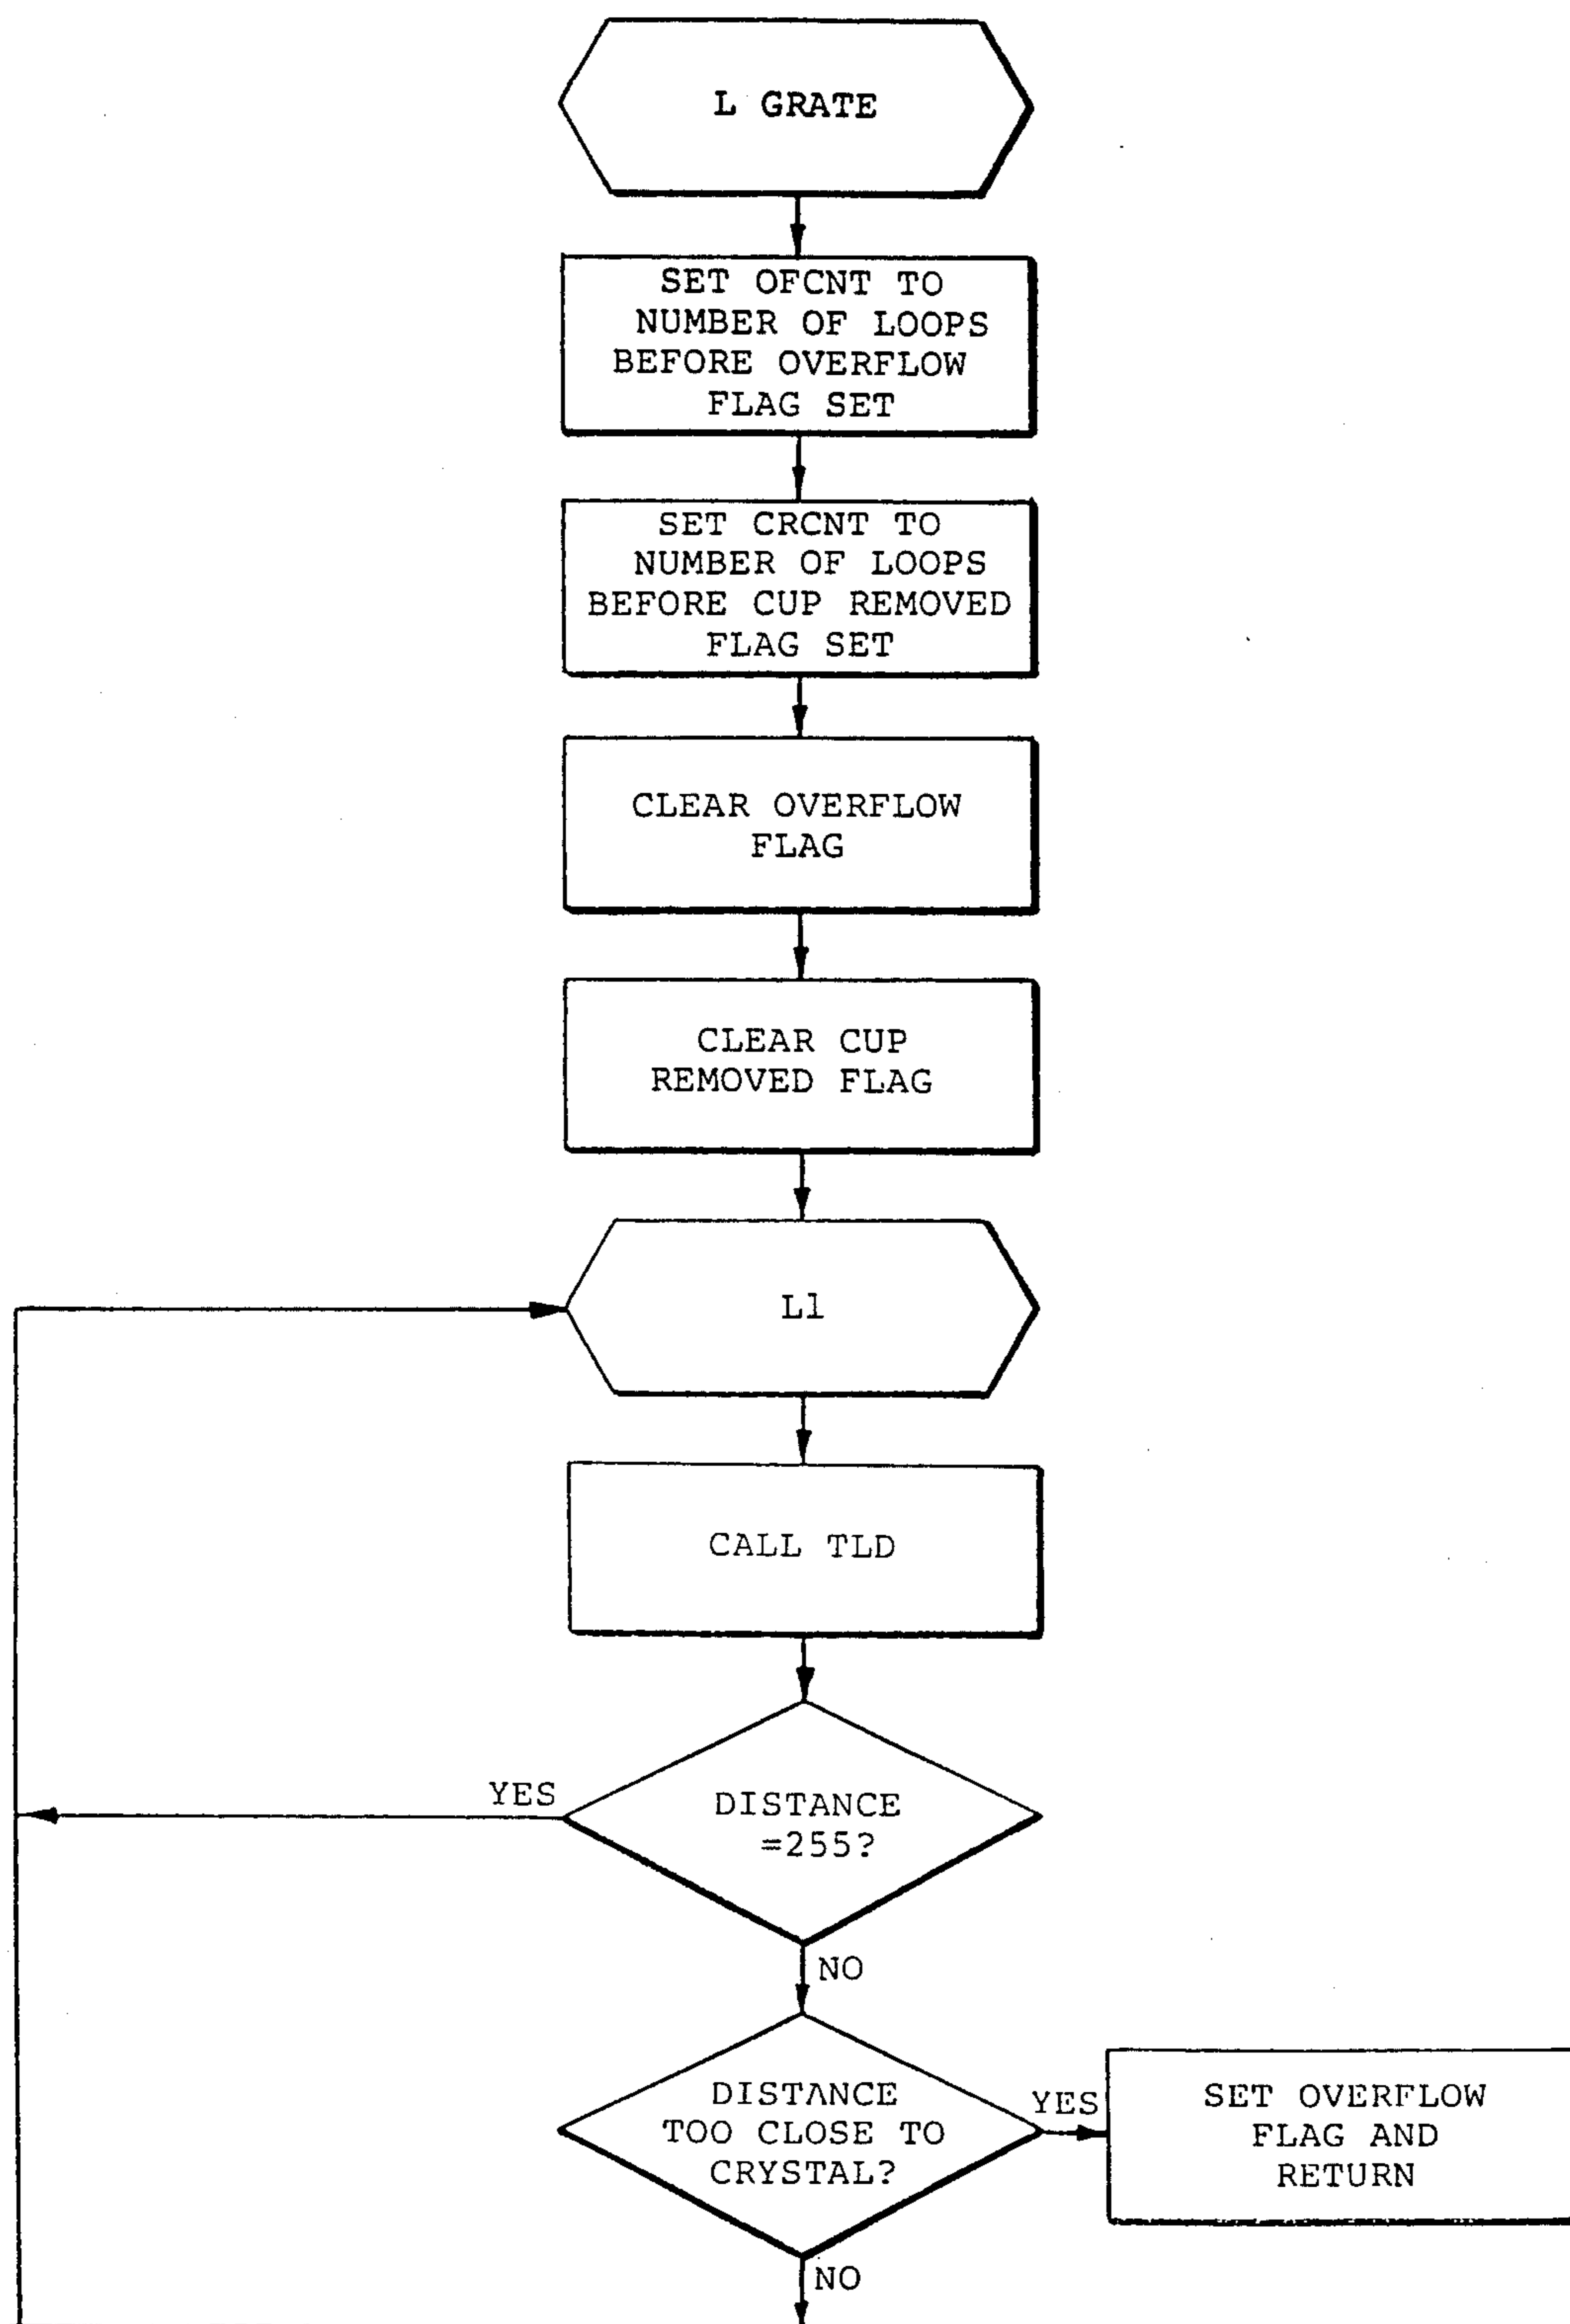 L GRATE
SET OFCNT TO
NUMBER OF LOOPS
BEFORE OVERFLOW
FLAG SET
SET CRCNT TO
NUMBER OF LOOPS
BEFORE CUP REMOVED
FLAG SET
CLEAR OVERFLOW
FLAG
CLEAR CUP
REMOVED FLAG
L1
CALL TLD
YES
DISTANCE
=255?
NO
DISTANCE
TOO CLOSE TO
CRYSTAL?
YES
SET OVERFLOW
FLAG AND
RETURN
NO